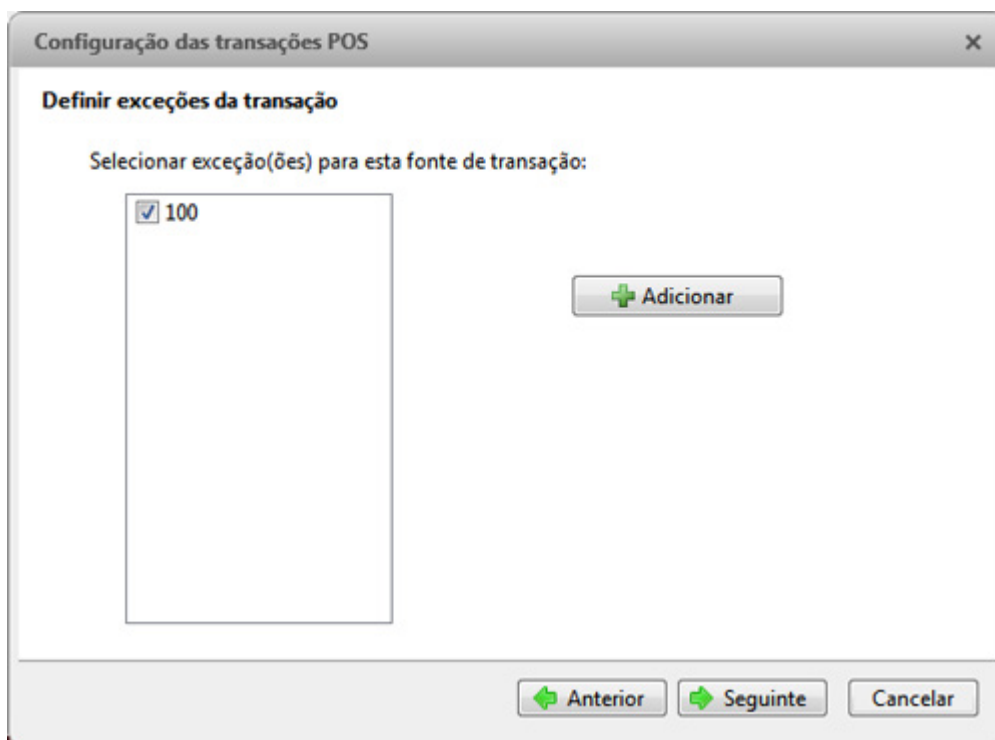 Configuração das transações POS
Definir exceções da transação
Selecionar exceção(ões) para esta fonte de transação:
100
Adicionar
Anterior
Seguinte
Cancelar